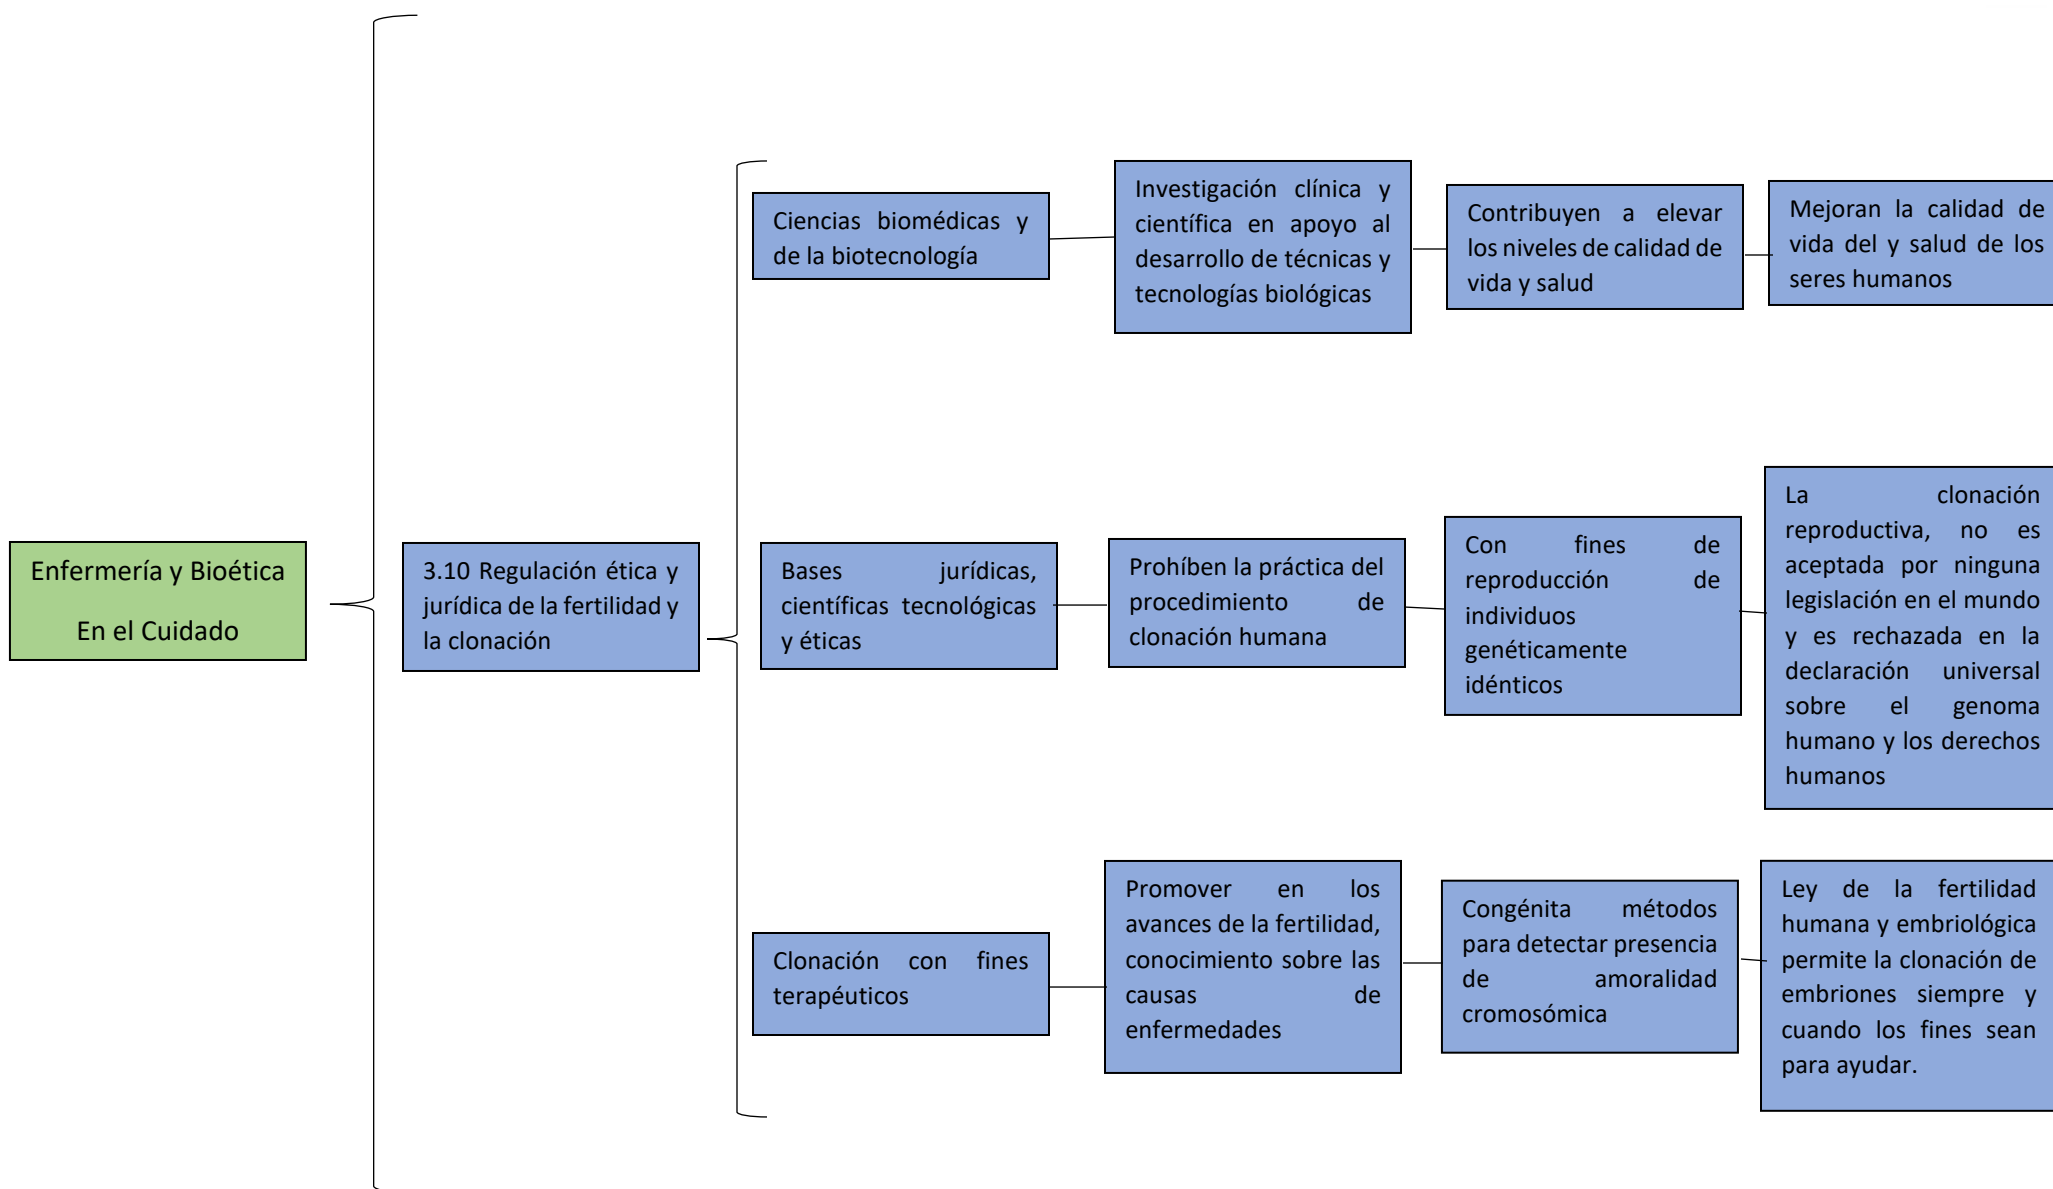 Enfermería y Bioética
En el Cuidado
3.10 Regulación ética y
jurídica de la fertilidad y
la clonación
Ciencias biomédicas y
de la biotecnología
Investigación clínica y
científica en apoyo al
desarrollo de técnicas y
tecnologías biológicas
Contribuyen a elevar
los niveles de calidad de
vida y salud
Mejoran la calidad de
vida del y salud de los
seres humanos
Bases jurídicas,
científicas tecnológicas
y éticas
Prohíben la práctica del
procedimiento de
clonación humana
Con fines de
reproducción de
individuos
genéticamente
idénticos
La clonación
reproductiva, no es
aceptada por ninguna
legislación en el mundo
y es rechazada en la
declaración universal
sobre el genoma
humano y los derechos
humanos
Clonación con fines
terapéuticos
Promover en los
avances de la fertilidad,
conocimiento sobre las
causas de
enfermedades
Congénita métodos
para detectar presencia
de amoralidad
cromosómica
Ley de la fertilidad
humana y embriológica
permite la clonación de
embriones siempre y
cuando los fines sean
para ayudar.